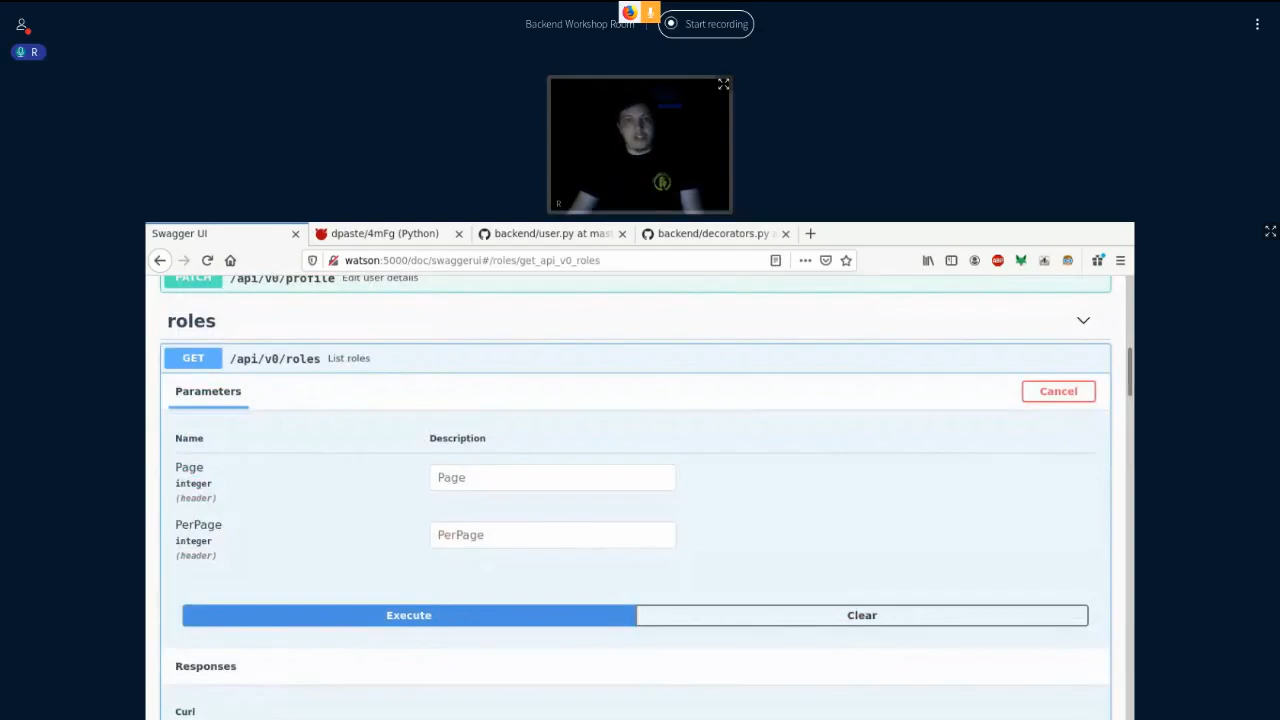 Backend Workshop Room
Start recording
R
R
Swagger UI
dpaste/4mFg (Python)
backend/user.py at mas
backend/decorators.py
watson:5000/doc/swaggerui#/roles/get_api_v0_roles
PATCH /api/v0/profile Edit user details
roles
GET /api/v0/roles List roles
Parameters
Cancel
Name Description
Page
integer
(header)
Page
PerPage
integer
(header)
PerPage
Execute
Clear
Responses
Curl